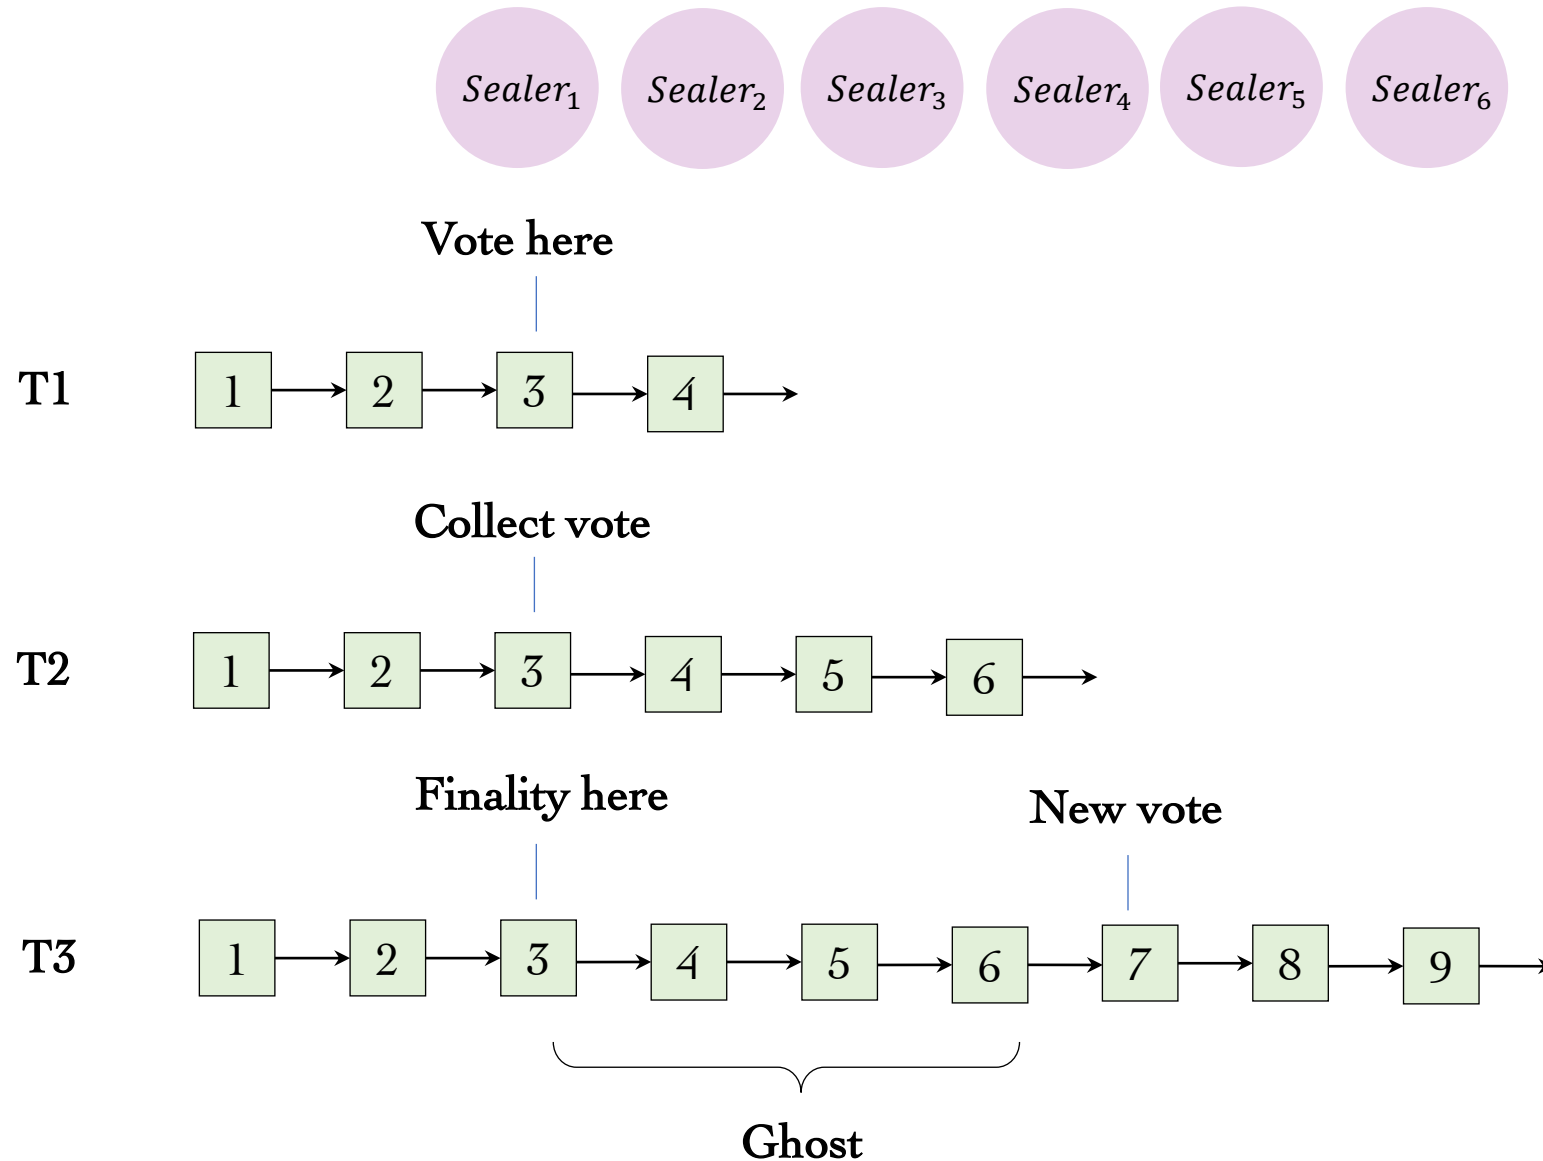 Sealer₁ Sealer₂ Sealer₃ Sealer₄ Sealer₅ Sealer₆
Vote here
T1 1 2 3 4
Collect vote
T2 1 2 3 4 5 6
Finality here New vote
T3 1 2 3 4 5 6 7 8 9
Ghost